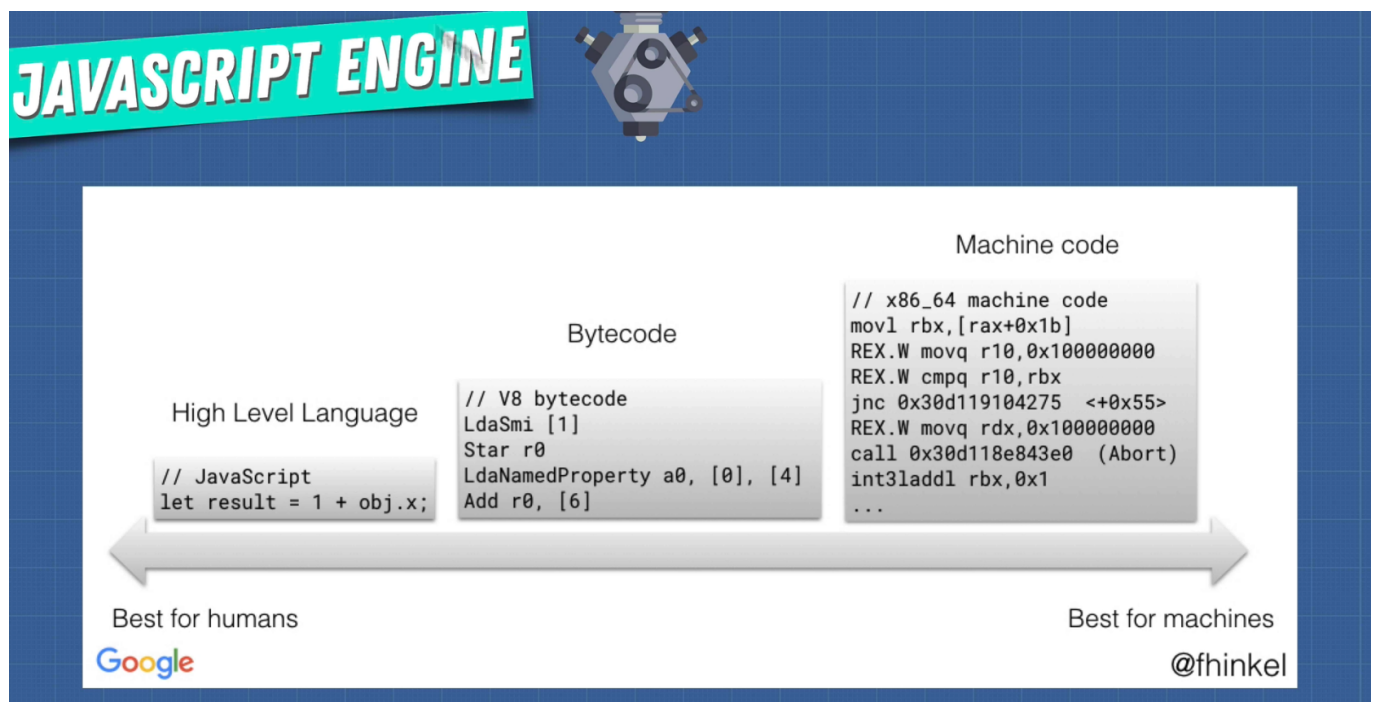 JAVASCRIPT ENGINE
Machine code
// x86_64 machine code
movl rbx,[rax+0x1b]
REX.W movq r10,0x100000000
REX.W cmpq r10,rbx
jnc 0x30d119104275 <+0x55>
REX.W movq rdx,0x100000000
call 0x30d118e843e0 (Abort)
int3laddl rbx,0x1
...
Bytecode
// V8 bytecode
LdaSmi [1]
Star r0
LdaNamedProperty a0, [0], [4]
Add r0, [6]
High Level Language
// JavaScript
let result = 1 + obj.x;
Best for humans
Best for machines
Google
@fhinkel